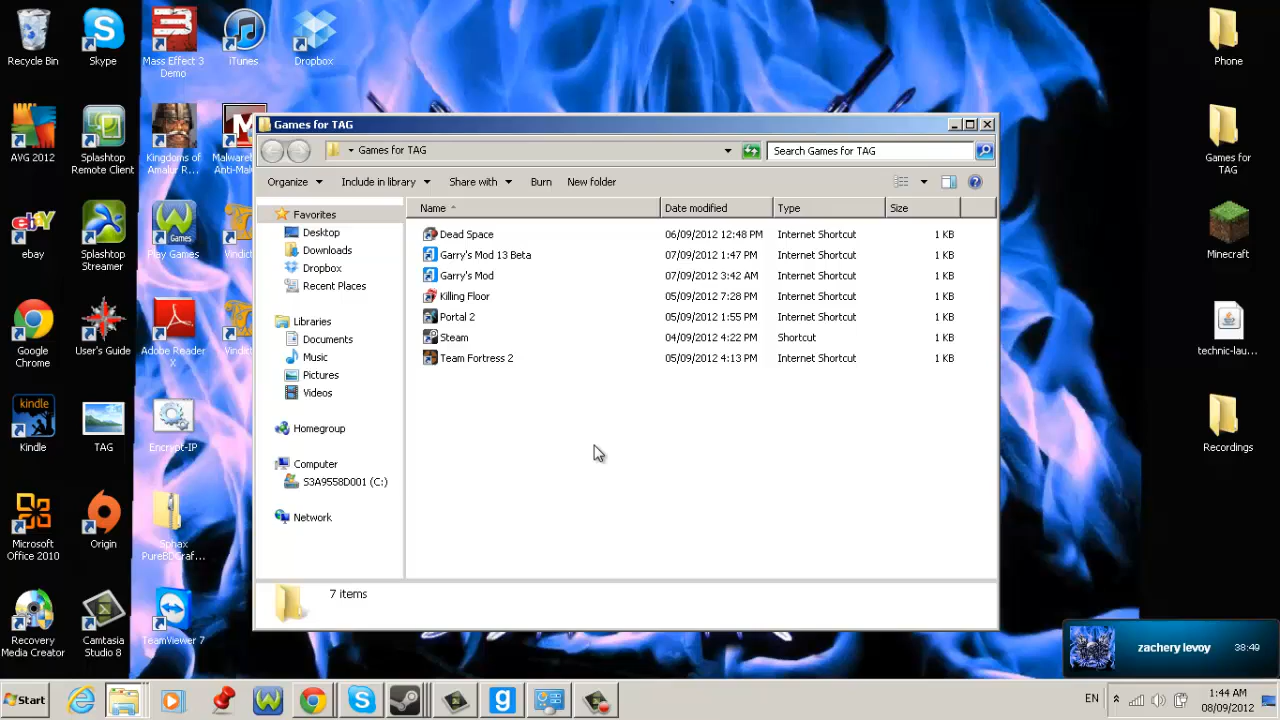 Recycle Bin
Skype
Mass Effect 3 Demo
iTunes
Dropbox
AVG 2012
Splashtop Remote Client
Kingdoms of Amalur R...
Malware Anti-Mal
ebay
Splashtop Streamer
Play Games
Vindict
Google Chrome
User's Guide
Adobe Reader X
Vindict
Kindle
TAG
Encrypt-IP
Microsoft Office 2010
Origin
Sphax PureBDCraf...
Recovery Media Creator
Camtasia Studio 8
TeamViewer 7
Games for TAG
Games for TAG
Search Games for TAG
Organize
Include in library
Share with
Burn
New folder
Favorites
Desktop
Downloads
Dropbox
Recent Places
Libraries
Documents
Music
Pictures
Videos
Homegroup
Computer
S3A9558D001 (C:)
Network
Name Date modified Type Size
Dead Space 06/09/2012 12:48 PM Internet Shortcut 1 KB
Garry's Mod 13 Beta 07/09/2012 1:47 PM Internet Shortcut 1 KB
Garry's Mod 07/09/2012 3:42 AM Internet Shortcut 1 KB
Killing Floor 05/09/2012 7:28 PM Internet Shortcut 1 KB
Portal 2 05/09/2012 1:55 PM Internet Shortcut 1 KB
Steam 04/09/2012 4:22 PM Shortcut 1 KB
Team Fortress 2 05/09/2012 4:13 PM Internet Shortcut 1 KB
7 items
Phone
Games for TAG
Minecraft
technic-lau...
Recordings
zachery levoy 38:49
Start
EN
1:44 AM
08/09/2012